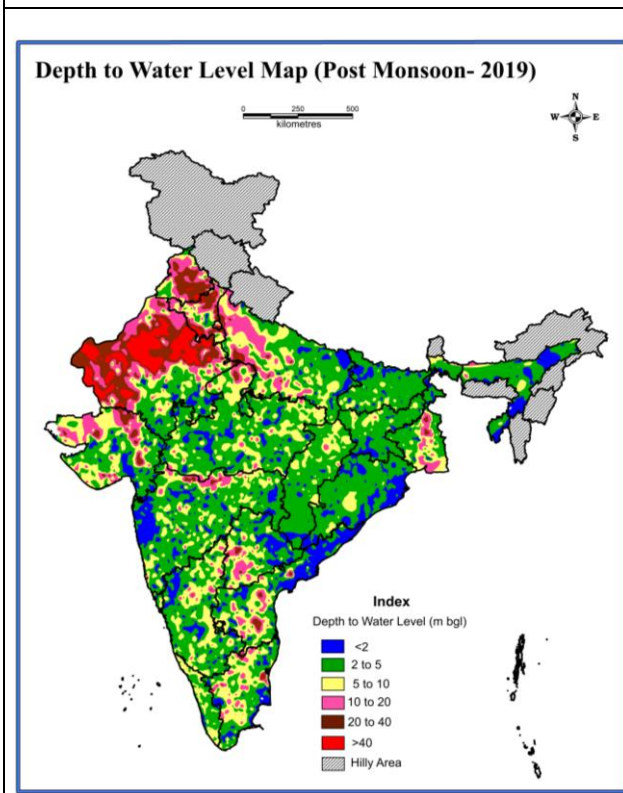 Depth to Water Level Map (Post Monsoon- 2019)
0 250 500
kilometres
N
W E
S
Index
Depth to Water Level (m bgl)
<2
2 to 5
5 to 10
10 to 20
20 to 40
>40
Hilly Area